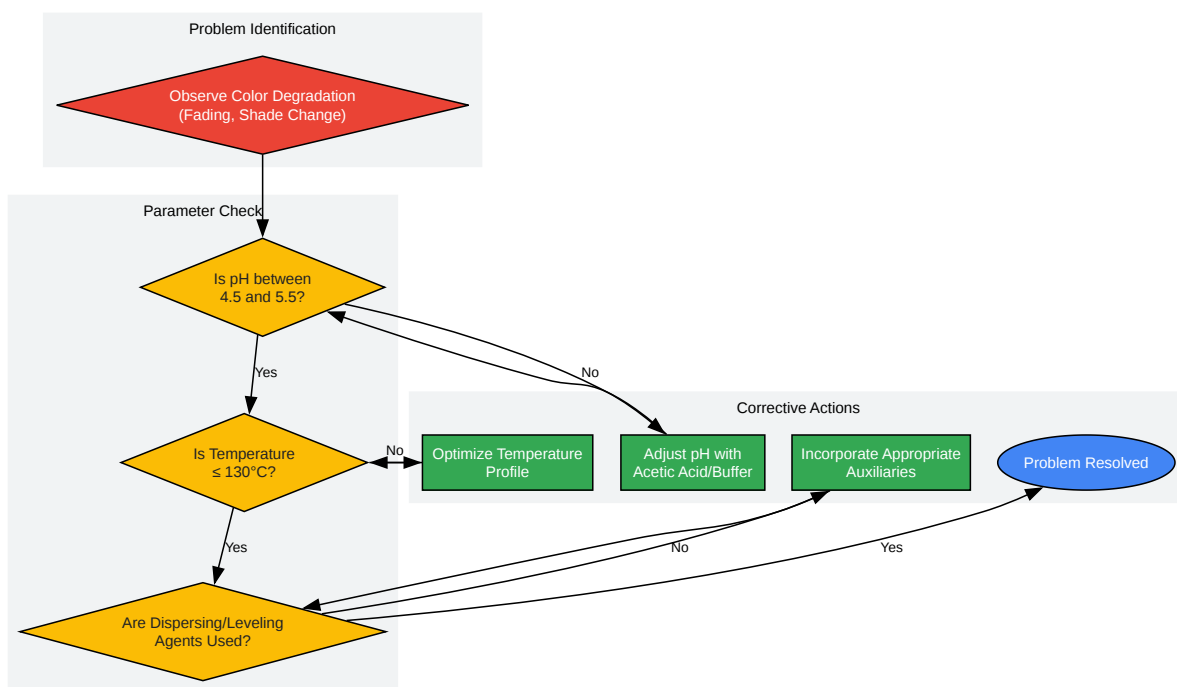 Problem Identification
Observe Color Degradation
(Fading, Shade Change)
Parameter Check
Is pH between
4.5 and 5.5?
No
Yes
Corrective Actions
Is Temperature
≤ 130°C?
No
Optimize Temperature
Profile
Adjust pH with
Acetic Acid/Buffer
Incorporate Appropriate
Auxiliaries
Problem Resolved
Yes
No
Yes
Are Dispersing/Leveling
Agents Used?